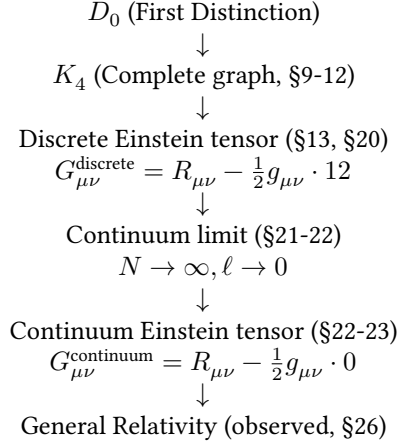 D₀ (First Distinction)
↓
K₄ (Complete graph, §9-12)
↓
Discrete Einstein tensor (§13, §20)
G_{μν}^{discrete} = R_{μν} − ½g_{μν} · 12
↓
Continuum limit (§21-22)
N → ∞, ℓ → 0
↓
Continuum Einstein tensor (§22-23)
G_{μν}^{continuum} = R_{μν} − ½g_{μν} · 0
↓
General Relativity (observed, §26)